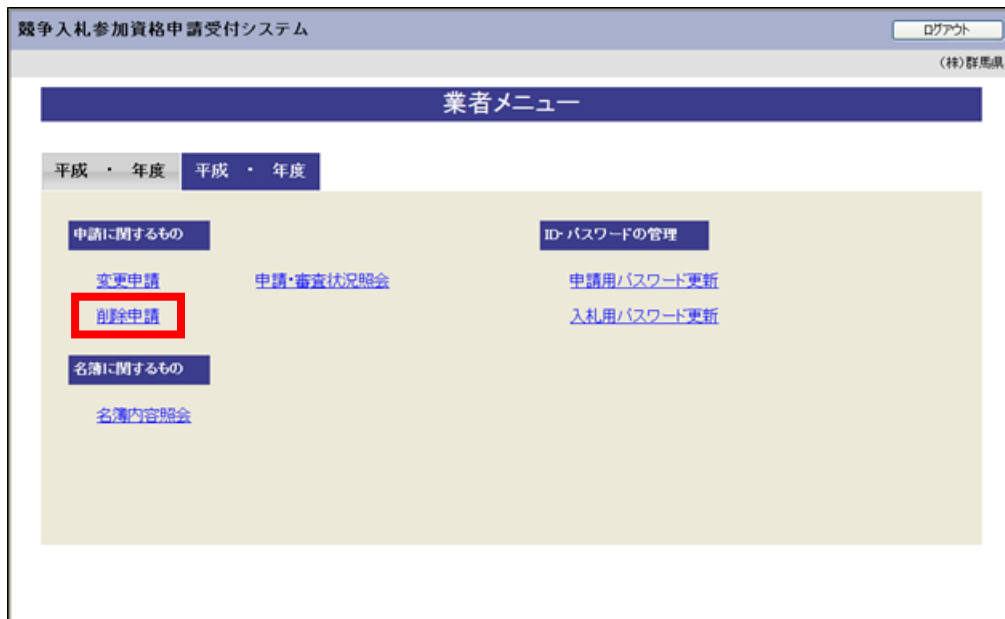 競争入札参加資格申請受付システム
ログアウト
(株)群馬県
業者メニュー
平成 ・ 年度
平成 ・ 年度
申請に関するもの
変更申請
申請・審査状況照会
削除申請
名簿に関するもの
名簿内容照会
ID・パスワードの管理
申請用パスワード更新
入札用パスワード更新